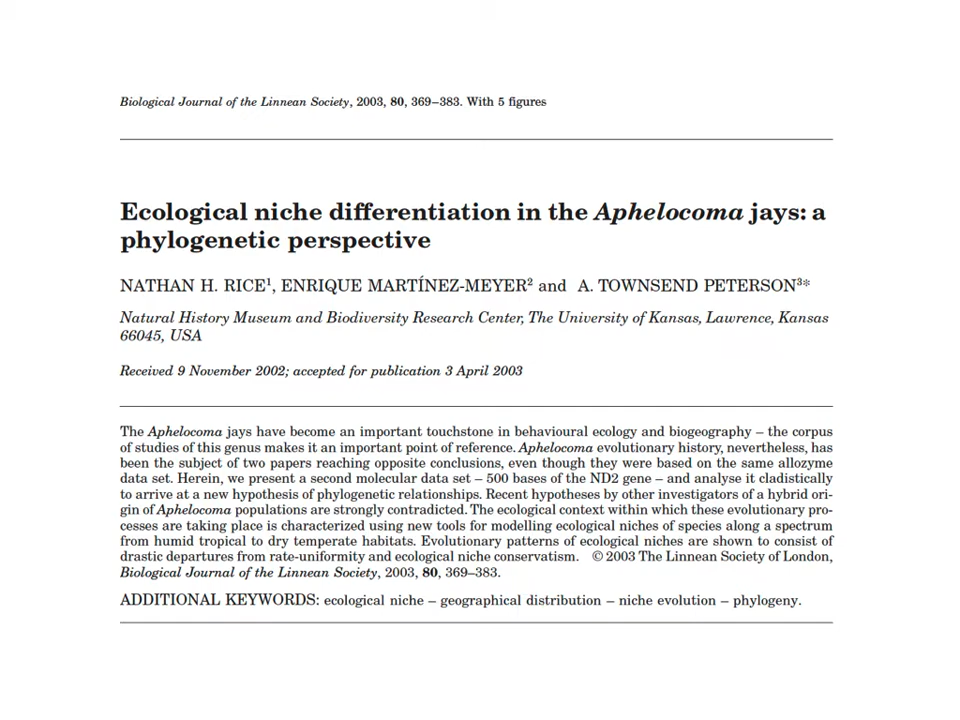 Biological Journal of the Linnean Society, 2003, 80, 369–383. With 5 figures
Ecological niche differentiation in the Aphelocoma jays: a
phylogenetic perspective
NATHAN H. RICE¹, ENRIQUE MARTÍNEZ-MEYER² and A. TOWNSEND PETERSON³*
Natural History Museum and Biodiversity Research Center, The University of Kansas, Lawrence, Kansas
66045, USA
Received 9 November 2002; accepted for publication 3 April 2003
The Aphelocoma jays have become an important touchstone in behavioural ecology and biogeography – the corpus
of studies of this genus makes it an important point of reference. Aphelocoma evolutionary history, nevertheless, has
been the subject of two papers reaching opposite conclusions, even though they were based on the same allozyme
data set. Herein, we present a second molecular data set – 500 bases of the ND2 gene – and analyse it cladistically
to arrive at a new hypothesis of phylogenetic relationships. Recent hypotheses by other investigators of a hybrid ori-
gin of Aphelocoma populations are strongly contradicted. The ecological context within which these evolutionary pro-
cesses are taking place is characterized using new tools for modelling ecological niches of species along a spectrum
from humid tropical to dry temperate habitats. Evolutionary patterns of ecological niches are shown to consist of
drastic departures from rate-uniformity and ecological niche conservatism. © 2003 The Linnean Society of London,
Biological Journal of the Linnean Society, 2003, 80, 369–383.
ADDITIONAL KEYWORDS: ecological niche – geographical distribution – niche evolution – phylogeny.